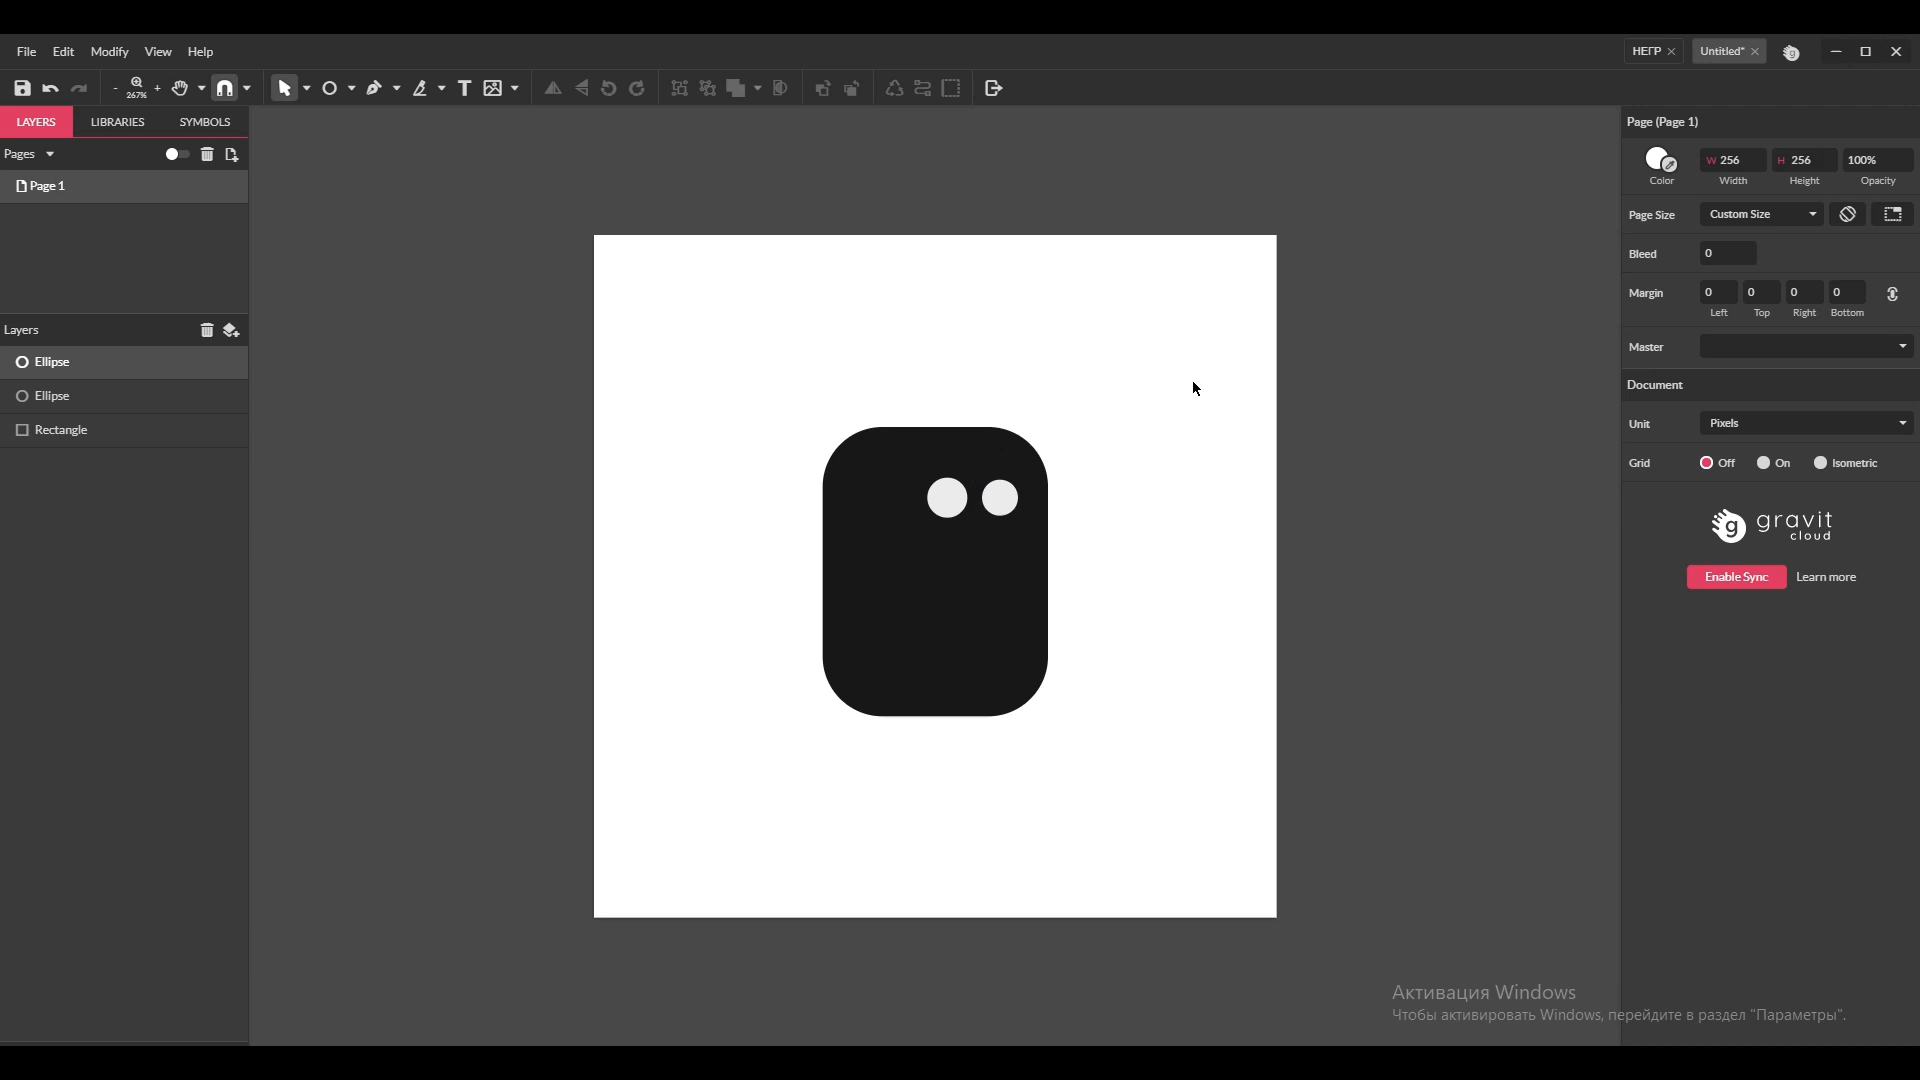 File Edit Modify View Help
НЕГР Untitled*
- 267% +
LAYERS LIBRARIES SYMBOLS
Pages
Page 1
Layers
Ellipse
Ellipse
Rectangle
Page (Page 1)
W 256 H 256 100%
Color Width Height Opacity
Page Size Custom Size
Bleed 0
Margin 0 0 0 0
Left Top Right Bottom
Master
Document
Unit Pixels
Grid Off On Isometric
gravit
cloud
Enable Sync Learn more
Активация Windows
Чтобы активировать Windows, перейдите в раздел "Параметры".